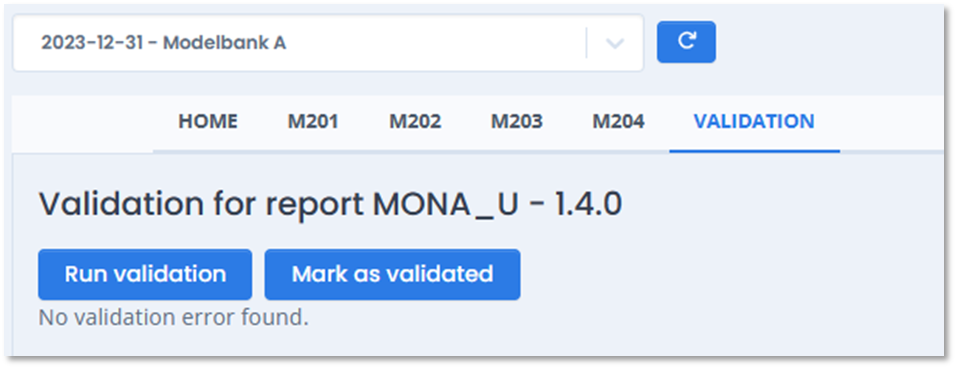 2023-12-31 - Modelbank A
HOME M201 M202 M203 M204 VALIDATION
Validation for report MONA_U - 1.4.0
Run validation Mark as validated
No validation error found.